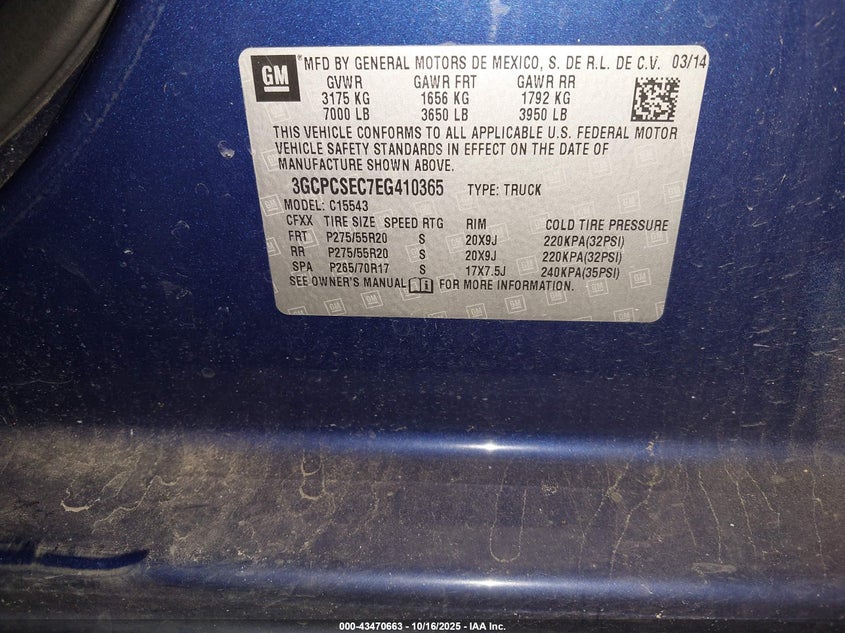 GM
® MFD BY GENERAL MOTORS DE MEXICO, S. DE R.L. DE C.V. 03/14
GVWR GAWR FRT GAWR RR
3175 KG 1656 KG 1792 KG
7000 LB 3650 LB 3950 LB
THIS VEHICLE CONFORMS TO ALL APPLICABLE U.S. FEDERAL MOTOR
VEHICLE SAFETY STANDARDS IN EFFECT ON THE DATE OF
MANUFACTURE SHOWN ABOVE.
3GCPCSEC7EG410365 TYPE: TRUCK
MODEL: C15543
CFXX TIRE SIZE SPEED RTG RIM COLD TIRE PRESSURE
FRT P275/55R20 S 20X9J 220KPA(32PSI)
RR P275/55R20 S 20X9J 220KPA(32PSI)
SPA P265/70R17 S 17X7.5J 240KPA(35PSI)
SEE OWNER'S MANUAL FOR MORE INFORMATION.
000-43470663 - 10/16/2025 - IAA Inc.